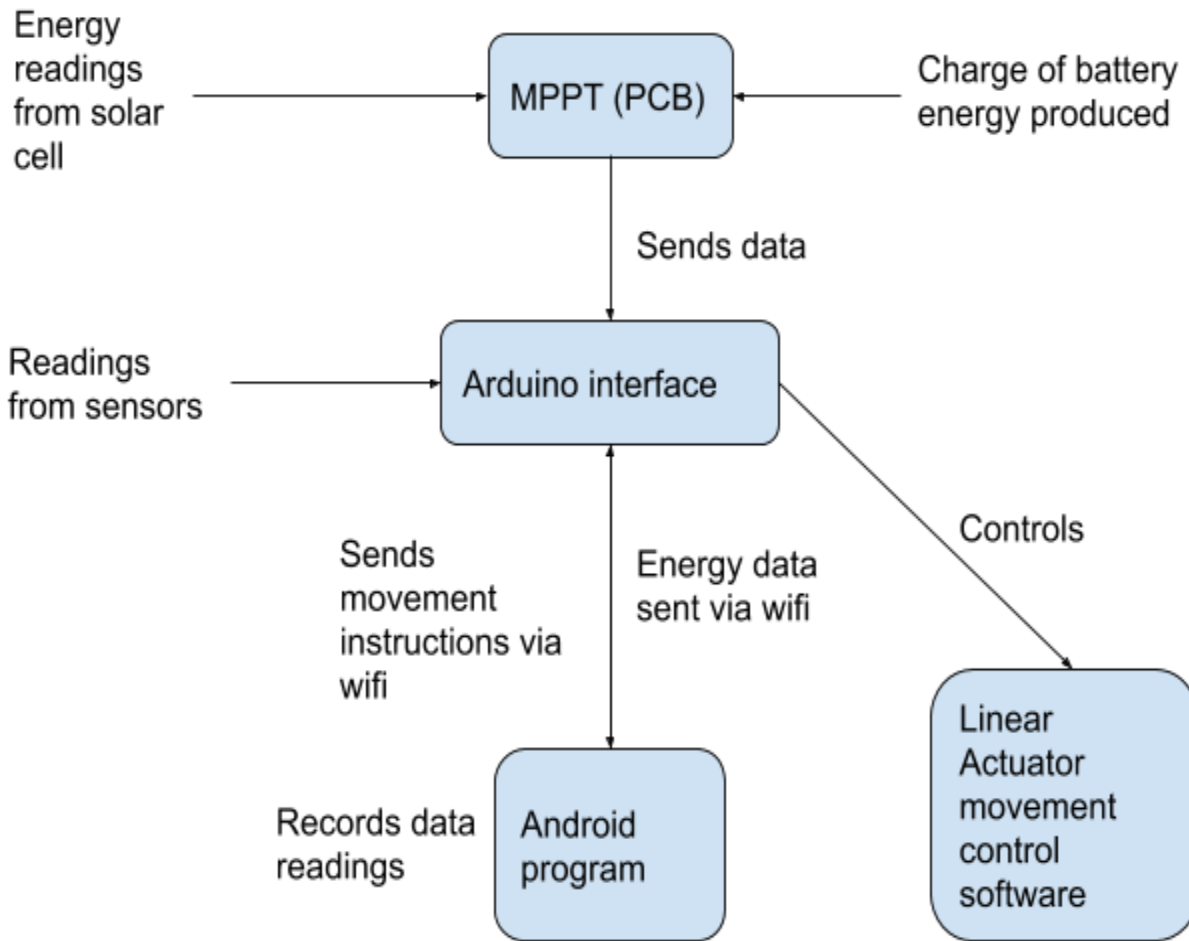 Energy
readings
from solar
cell
MPPT (PCB)
Charge of battery
energy produced
Sends data
Readings
from sensors
Arduino interface
Controls
Sends
movement
instructions via
wifi
Energy data
sent via wifi
Records data
readings
Android
program
Linear
Actuator
movement
control
software